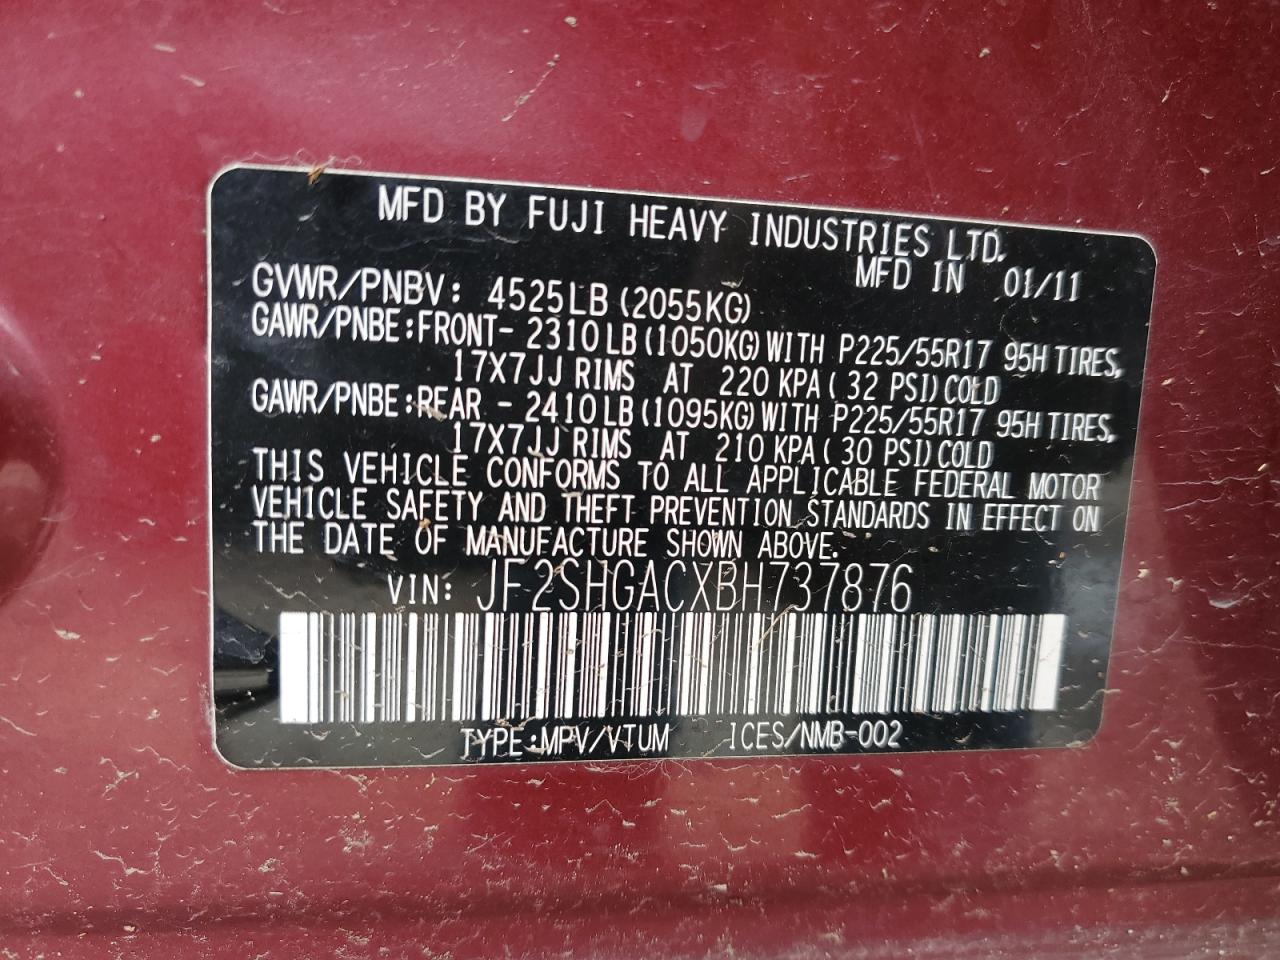 MFD BY FUJI HEAVY INDUSTRIES LTD.
MFD IN 01/11
GVWR/PNBV: 4525LB (2055KG)
GAWR/PNBE:FRONT- 2310LB (1050KG) WITH P225/55R17 95H TIRES,
17X7JJ RIMS AT 220 KPA ( 32 PSI) COLD
GAWR/PNBE:REAR - 2410LB (1095KG) WITH P225/55R17 95H TIRES,
17X7JJ RIMS AT 210 KPA ( 30 PSI) COLD
THIS VEHICLE CONFORMS TO ALL APPLICABLE FEDERAL MOTOR
VEHICLE SAFETY AND THEFT PREVENTION STANDARDS IN EFFECT ON
THE DATE OF MANUFACTURE SHOWN ABOVE.
VIN: JF2SHGACXBH737876
TYPE:MPV/VTUM ICES/NMB-002